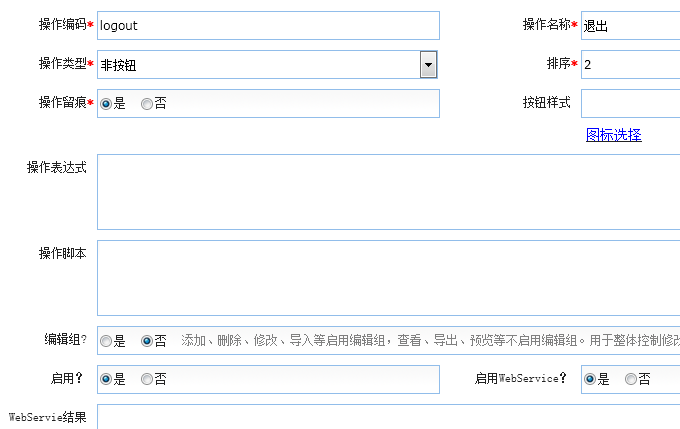 操作编码* logout 操作名称* 退出
操作类型* 非按钮 排序* 2
操作留痕* 是 否 按钮样式
图标选择
操作表达式
操作脚本
编辑组? 是 否 添加、删除、修改、导入等启用编辑组，查看、导出、预览等不启用编辑组。用于整体控制修改
启用？ 是 否 启用WebService？ 是 否
WebServie结果